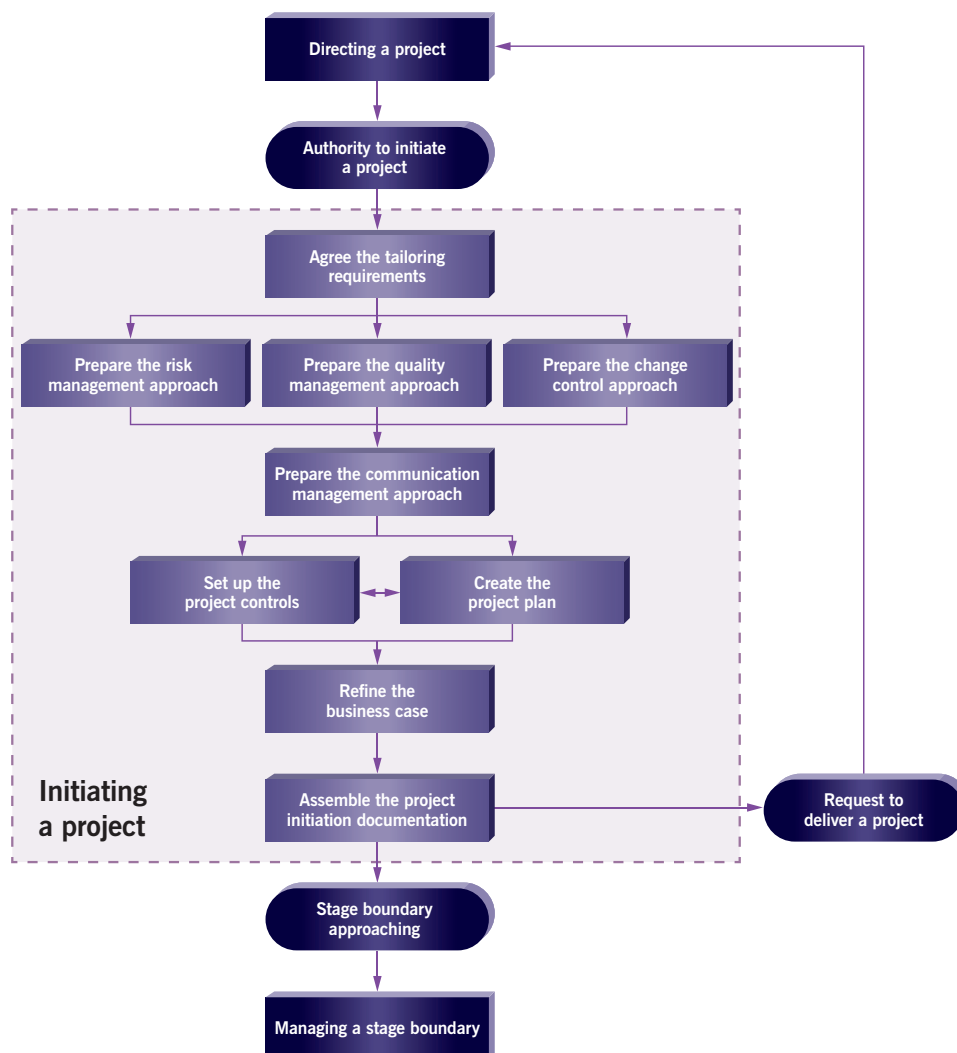 Directing a project
Authority to initiate
a project
Agree the tailoring
requirements
Prepare the risk
management approach
Prepare the quality
management approach
Prepare the change
control approach
Prepare the communication
management approach
Set up the
project controls
Create the
project plan
Refine the
business case
Initiating
a project
Assemble the project
initiation documentation
Request to
deliver a project
Stage boundary
approaching
Managing a stage boundary